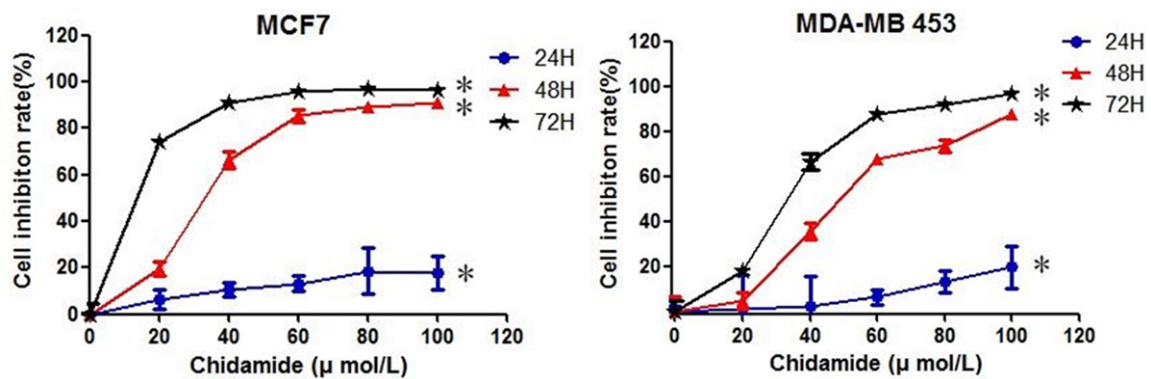 MCF7
Cell inhibiton rate(%)
120
100
80
60
40
20
0
0 20 40 60 80 100 120
Chidamide (μ mol/L)
24H
48H
72H
*
*
*
MDA-MB 453
Cell inhibiton rate(%)
120
100
80
60
40
20
0 20 40 60 80 100 120
Chidamide (μ mol/L)
24H
48H
72H
*
*
*